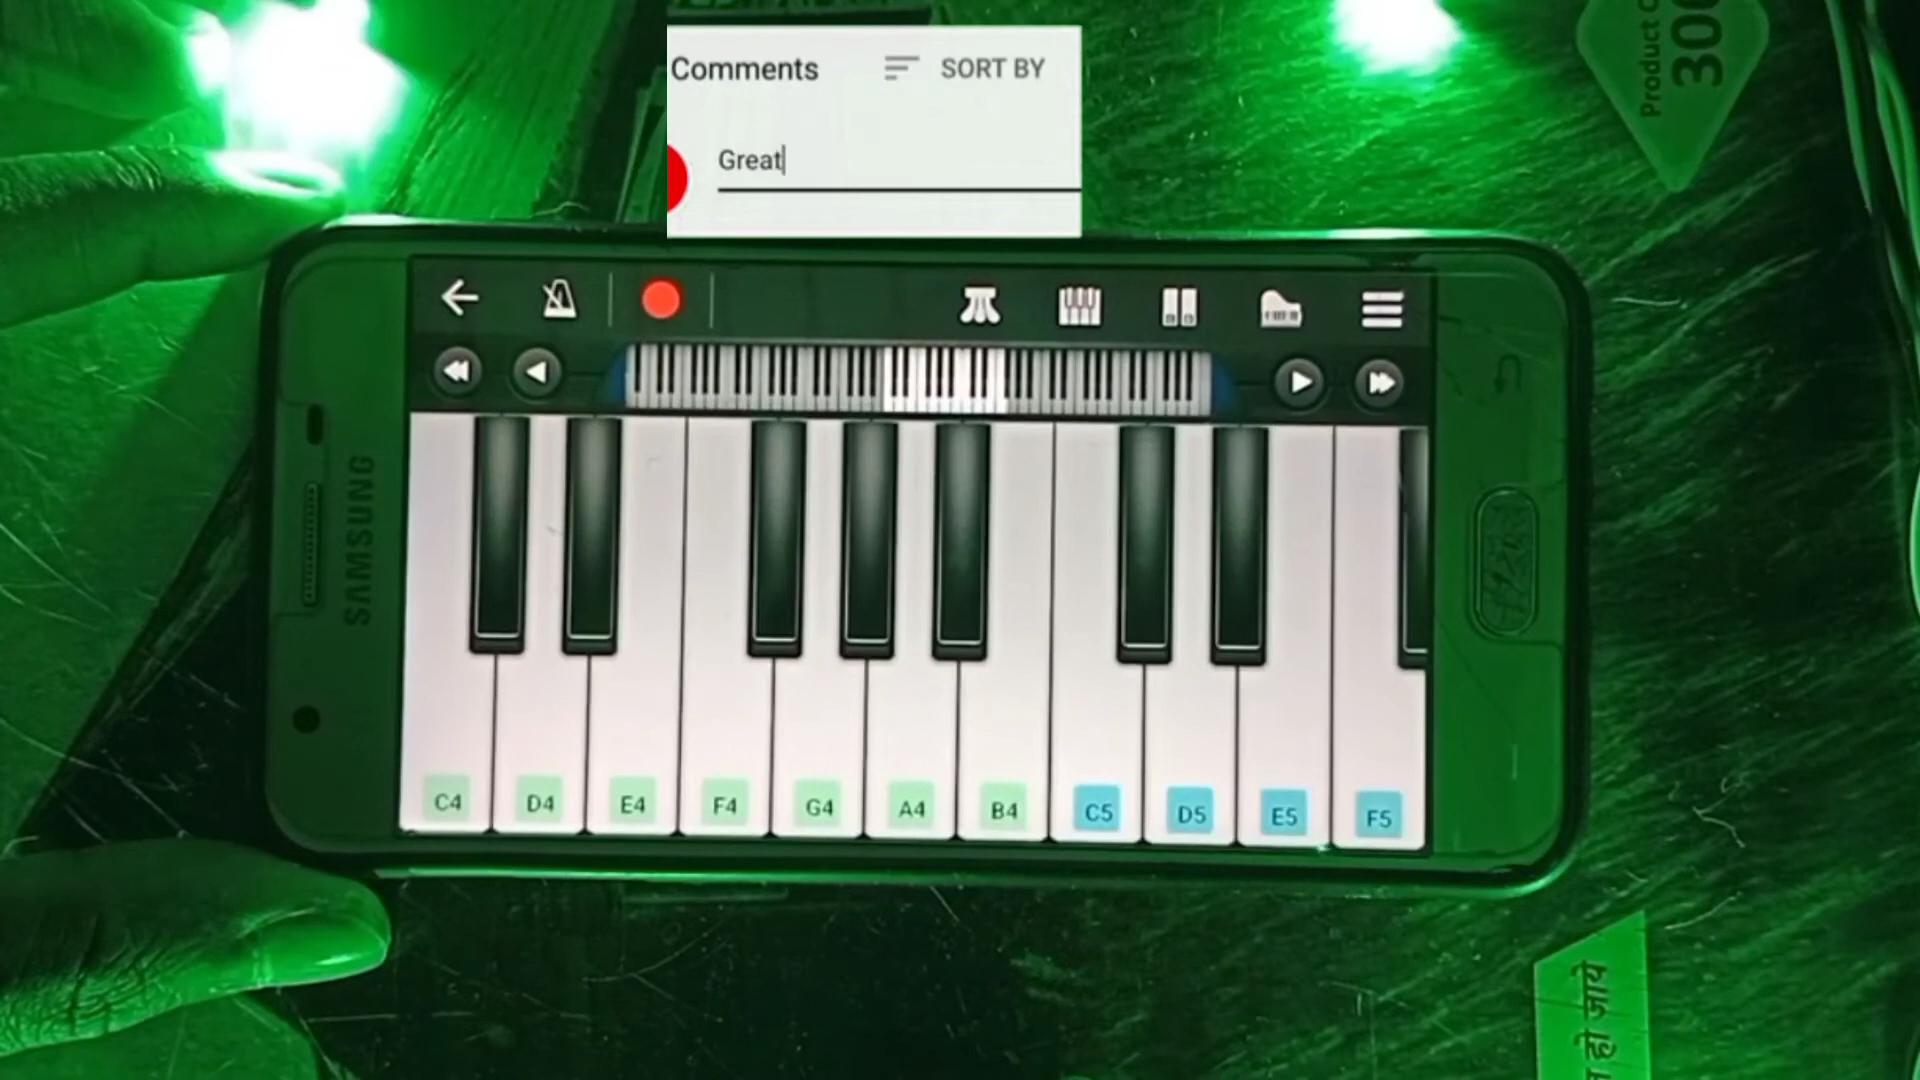 Comments
SORT BY
Great
Product C
300
SAMSUNG
C4
D4
E4
F4
G4
A4
B4
C5
D5
E5
F5
हो जाये